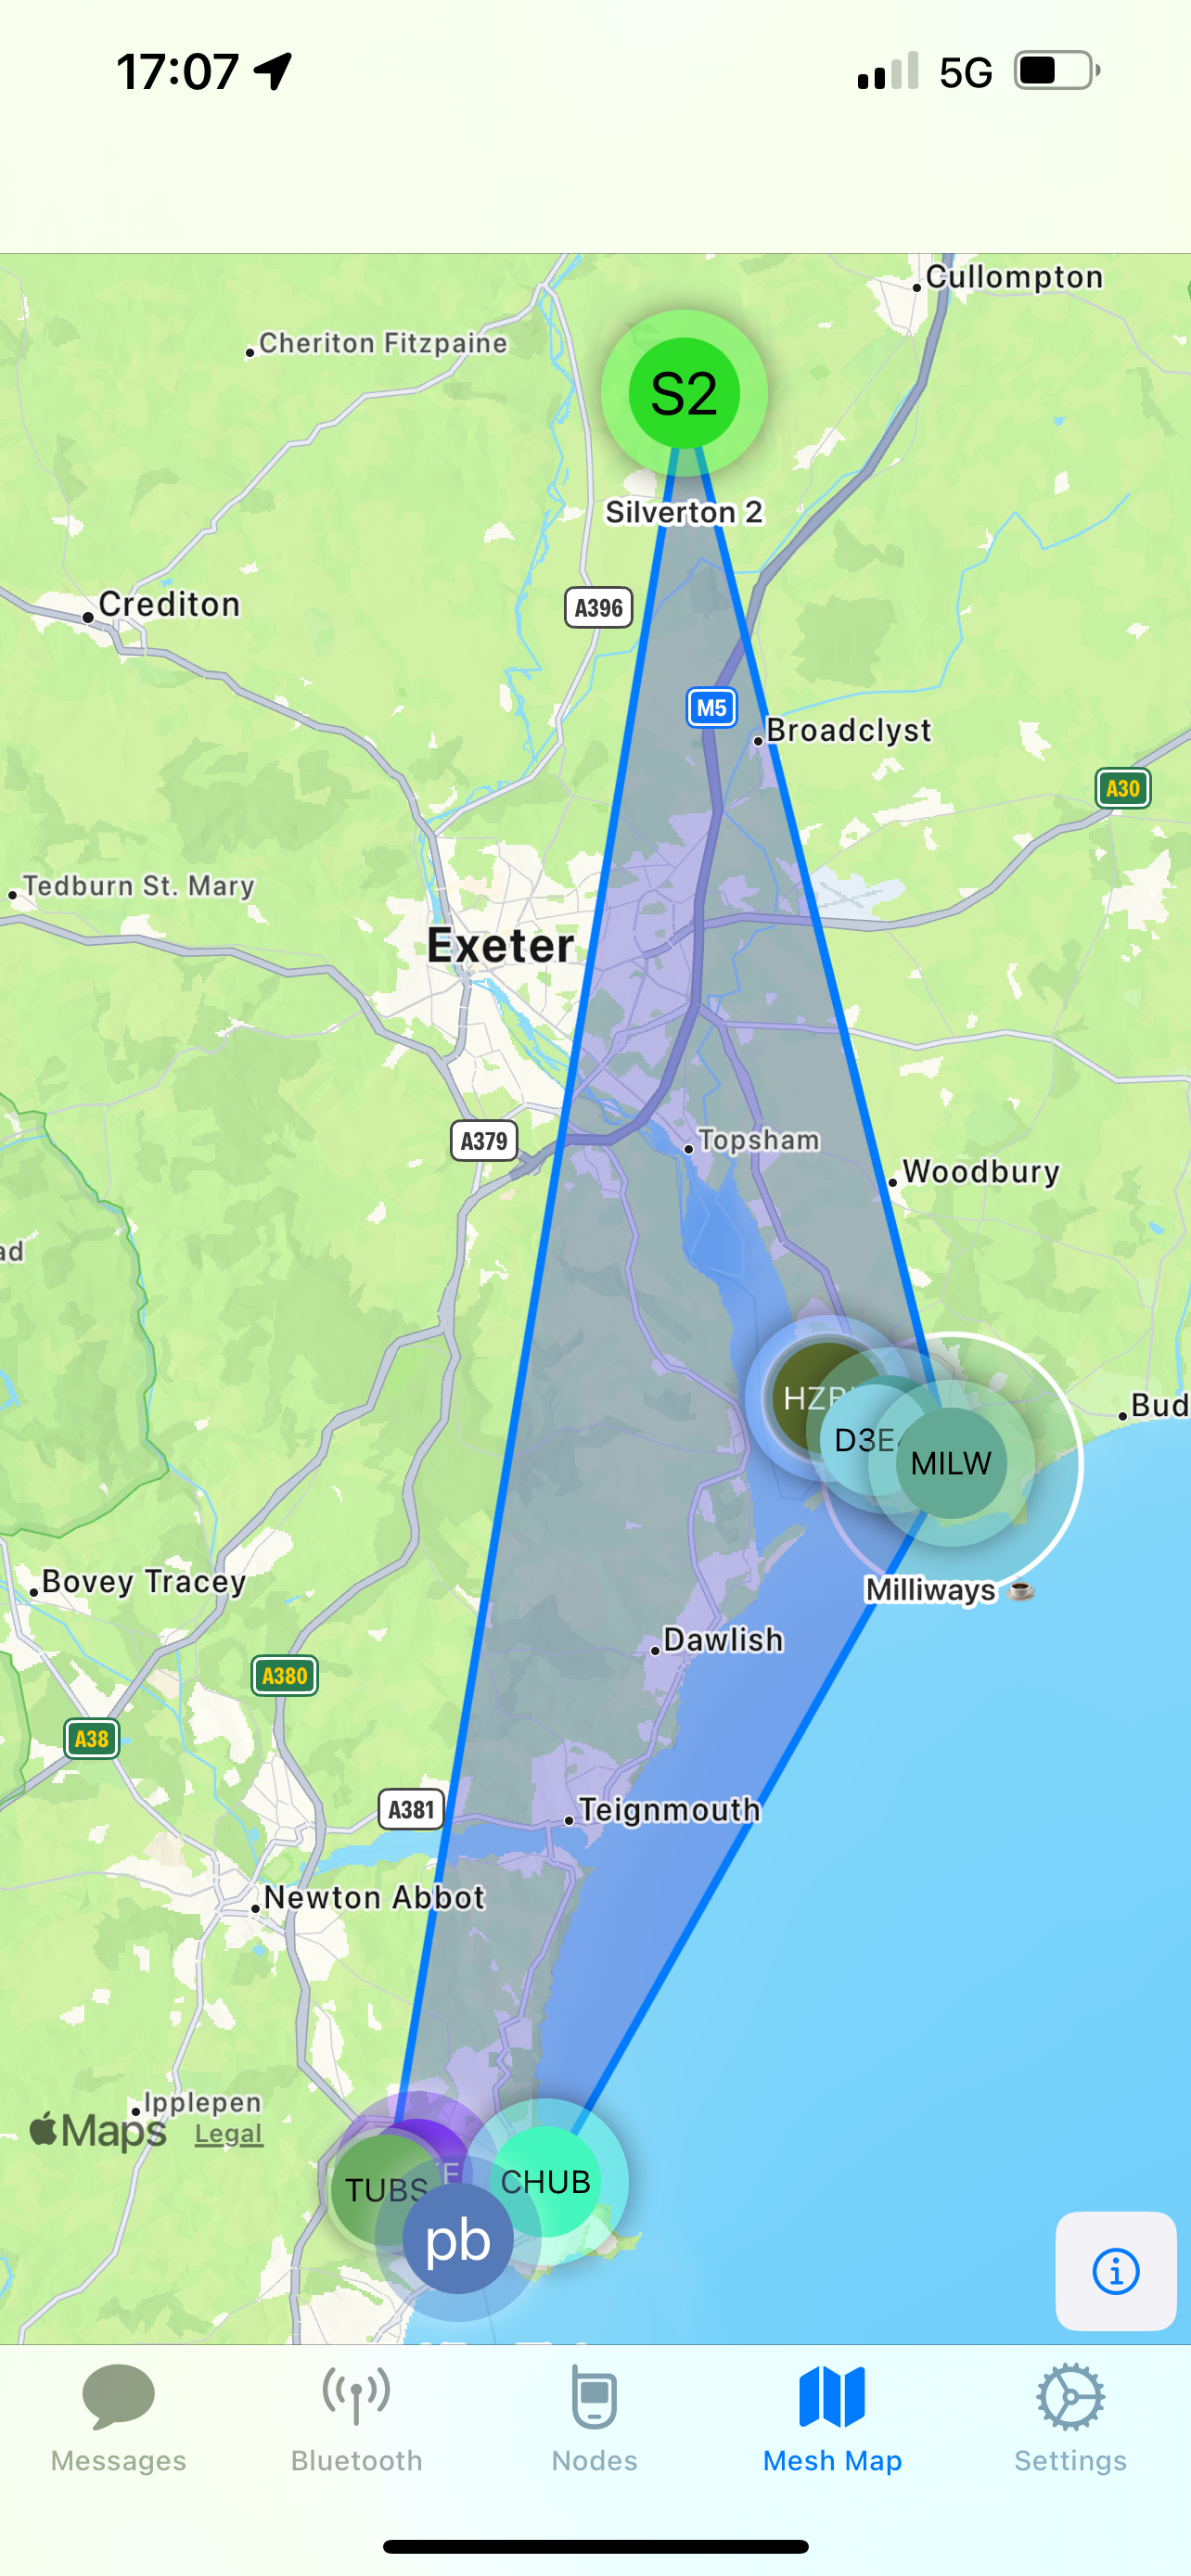 17:07
5G
Cullompton
Cheriton Fitzpaine
S2
Silverton 2
Crediton
A396
M5
Broadclyst
A30
Tedburn St. Mary
Exeter
A379
Topsham
Woodbury
ad
HZR
D3E
MILW
Bud
Milliways ☕
Bovey Tracey
Dawlish
A380
A38
A381
Teignmouth
Newton Abbot
Ipplepen
Maps Legal
TUBS
E
CHUB
pb
Messages
Bluetooth
Nodes
Mesh Map
Settings